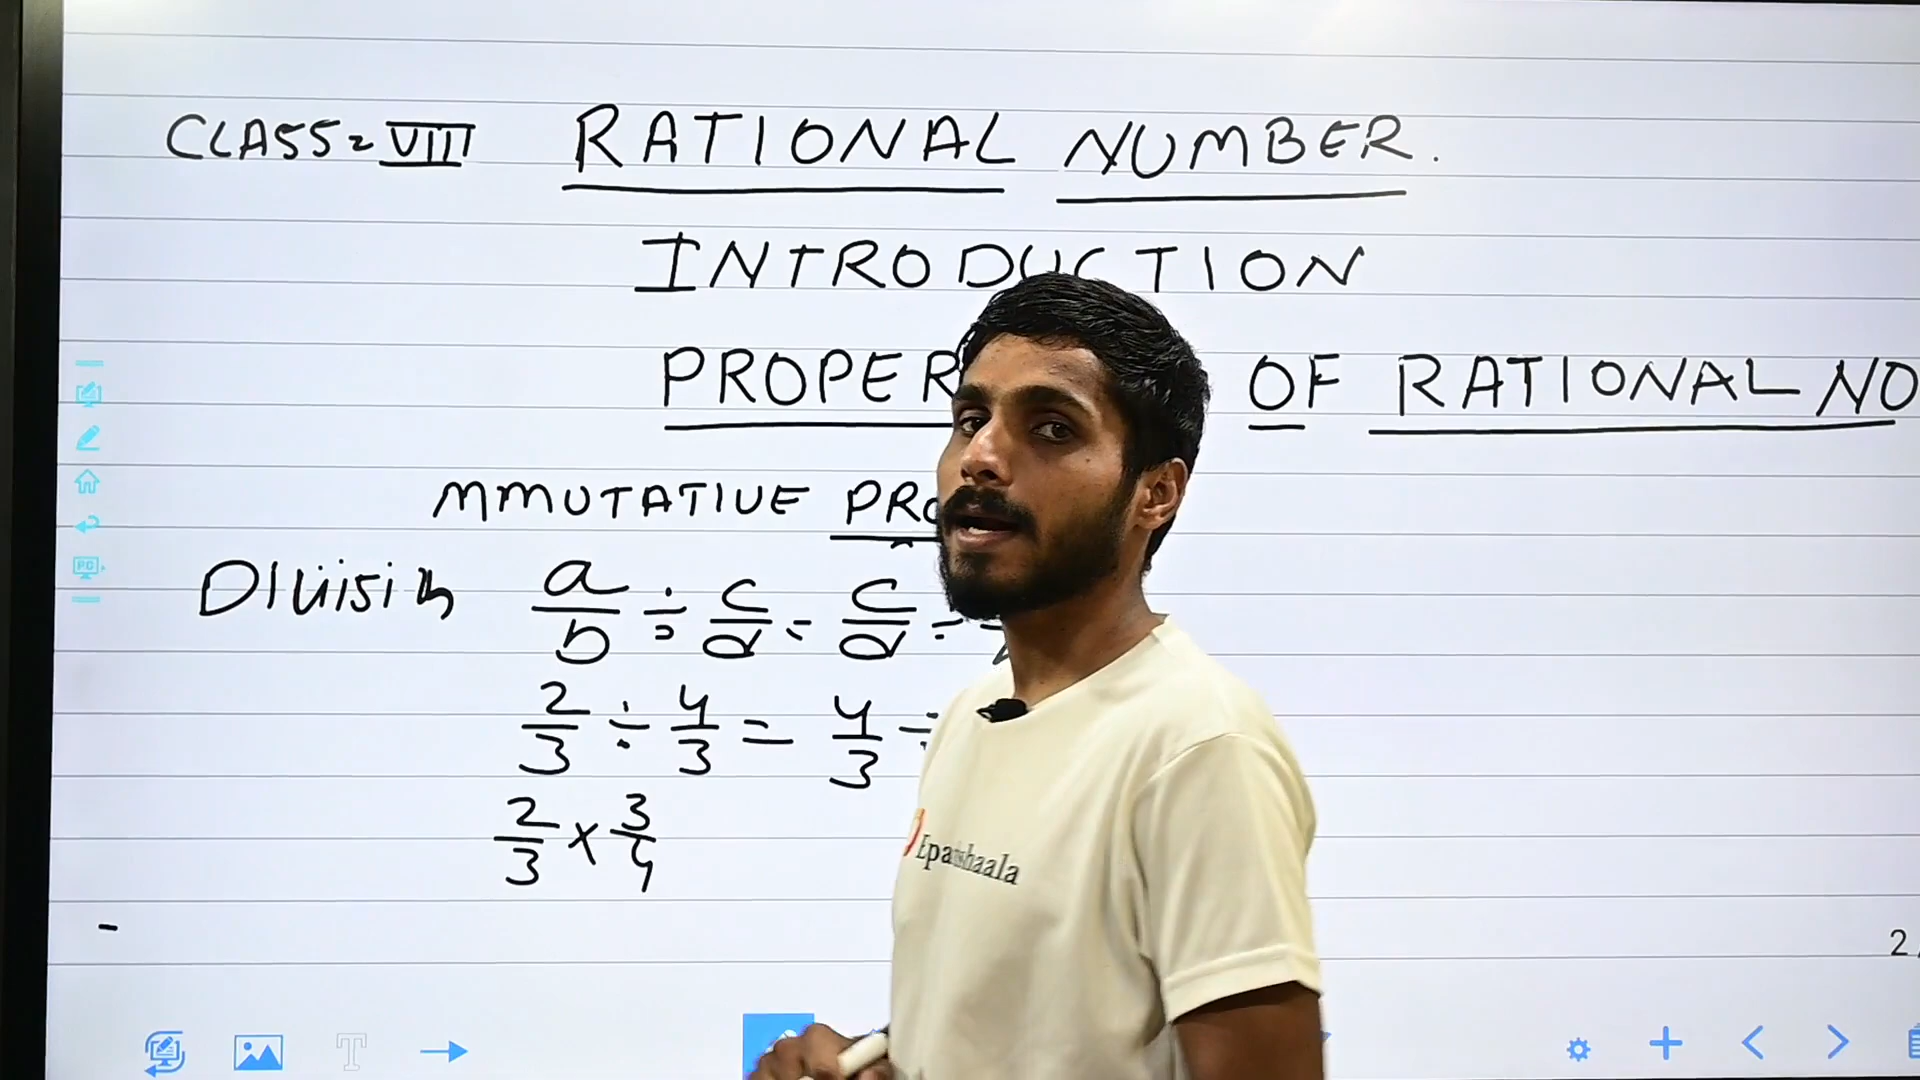 CLASS = VIII RATIONAL NUMBER.
INTRODUCTION
PROPER OF RATIONAL NO
MMUTATIVE PRO
Division a/b ÷ c/d = c/d ÷
2/3 ÷ 4/3 = 4/3 ÷
2/3 × 3/4
Epathshaala
2